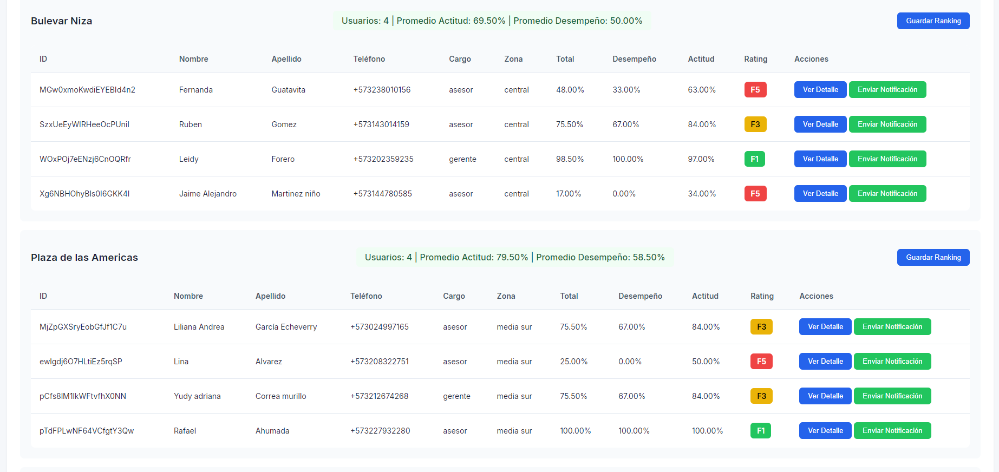 Bulevar Niza Usuarios: 4 | Promedio Actitud: 69.50% | Promedio Desempeño: 50.00% Guardar Ranking
ID Nombre Apellido Teléfono Cargo Zona Total Desempeño Actitud Rating Acciones
MGw0xmoKwdiEYEBId4n2 Fernanda Guatavita +573238010156 asesor central 48.00% 33.00% 63.00% F5 Ver Detalle Enviar Notificación
SzxUeEyWIRHeeOcPUnil Ruben Gomez +573143014159 asesor central 75.50% 67.00% 84.00% F3 Ver Detalle Enviar Notificación
WOxPOj7eENzj6CnOQRfr Leidy Forero +573202359235 gerente central 98.50% 100.00% 97.00% F1 Ver Detalle Enviar Notificación
Xg6NBHOhyBIs0I6GKK4I Jaime Alejandro Martinez niño +573144780585 asesor central 17.00% 0.00% 34.00% F5 Ver Detalle Enviar Notificación
Plaza de las Americas Usuarios: 4 | Promedio Actitud: 79.50% | Promedio Desempeño: 58.50% Guardar Ranking
ID Nombre Apellido Teléfono Cargo Zona Total Desempeño Actitud Rating Acciones
MjZpGXSryEobGfJf1C7u Liliana Andrea García Echeverry +573024997165 asesor media sur 75.50% 67.00% 84.00% F3 Ver Detalle Enviar Notificación
ewIgdj6O7HLtiEz5rqSP Lina Alvarez +573208322751 asesor media sur 25.00% 0.00% 50.00% F5 Ver Detalle Enviar Notificación
pCfs8IM1IkWFtvfhX0NN Yudy adriana Correa murillo +573212674268 gerente media sur 75.50% 67.00% 84.00% F3 Ver Detalle Enviar Notificación
pTdFPLwNF64VCfgtY3Qw Rafael Ahumada +573227932280 asesor media sur 100.00% 100.00% 100.00% F1 Ver Detalle Enviar Notificación